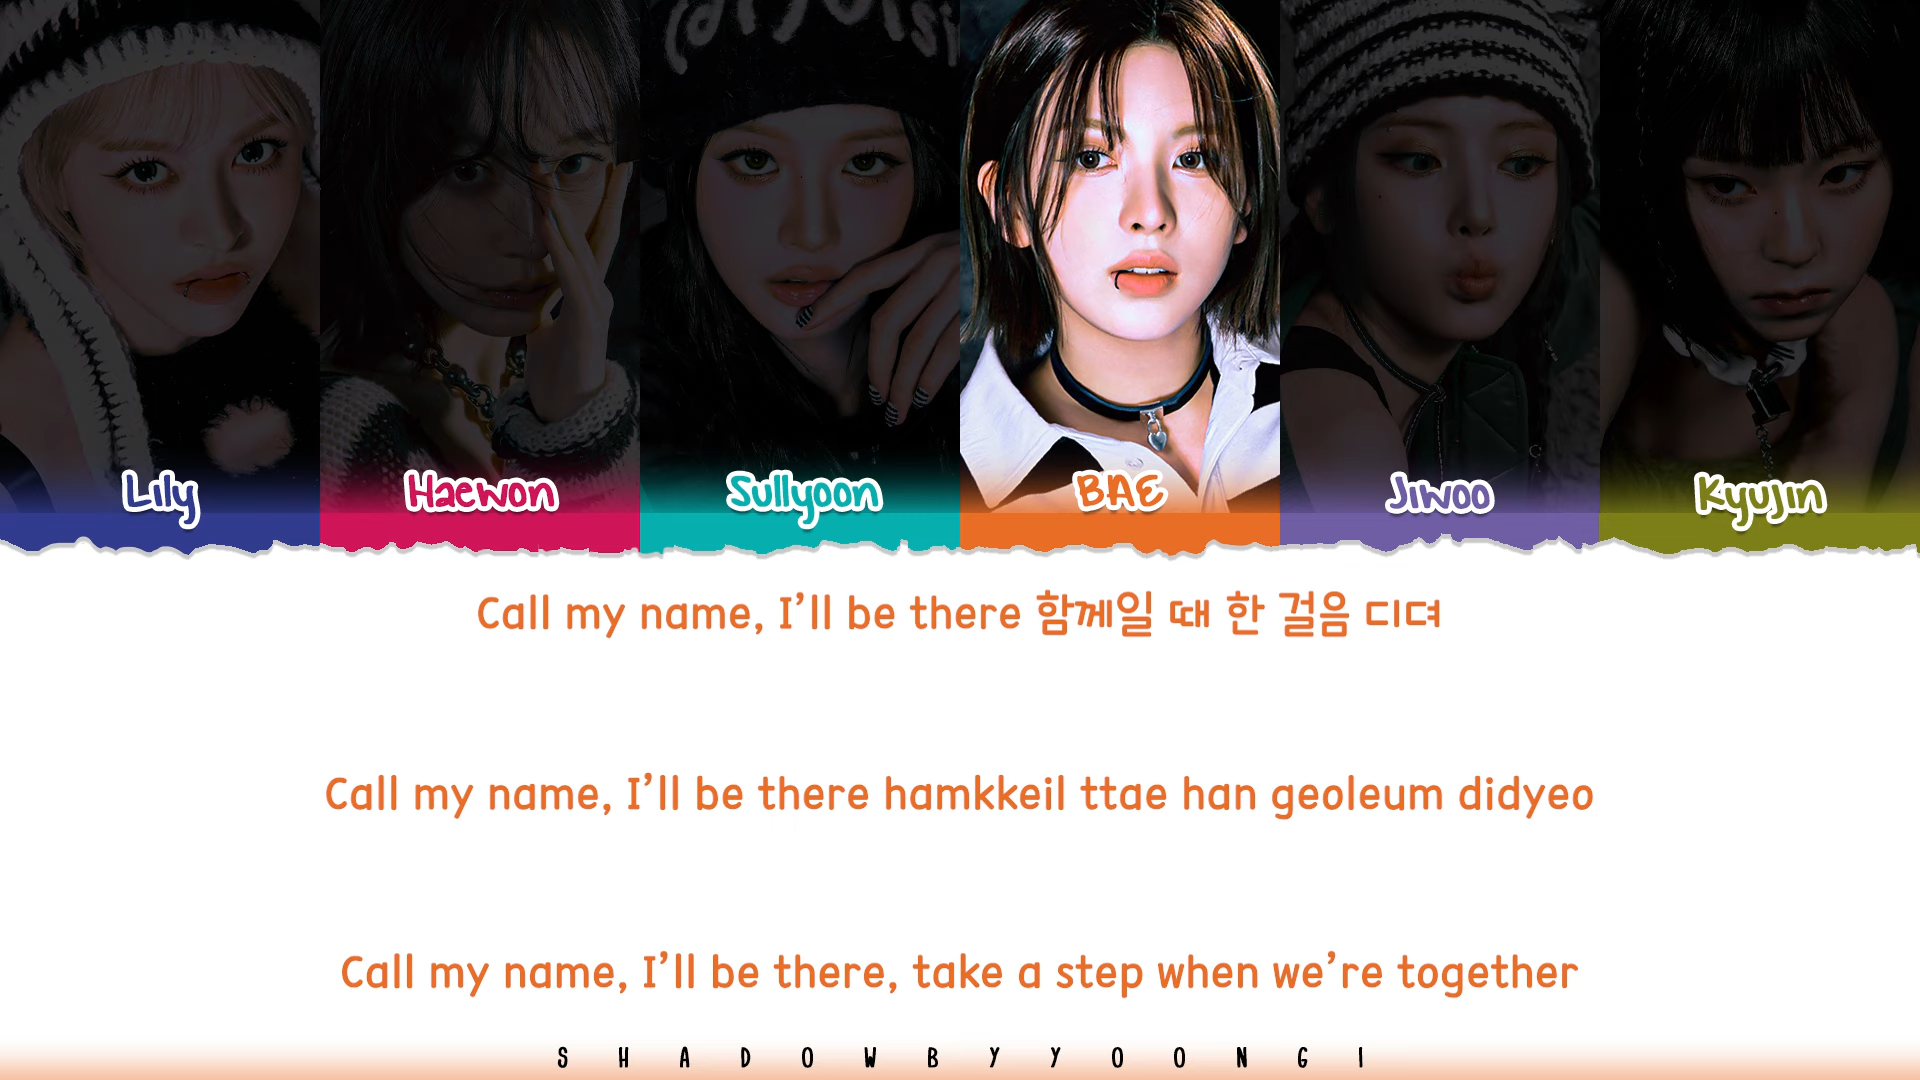 Lily
Haewon
Sullyoon
BAE
Jiwoo
Kyujin
Call my name, I'll be there 함께일 때 한 걸음 디뎌
Call my name, I'll be there hamkkeil ttae han geoleum didyeo
Call my name, I'll be there, take a step when we're together
SHADOWBYYOONGI